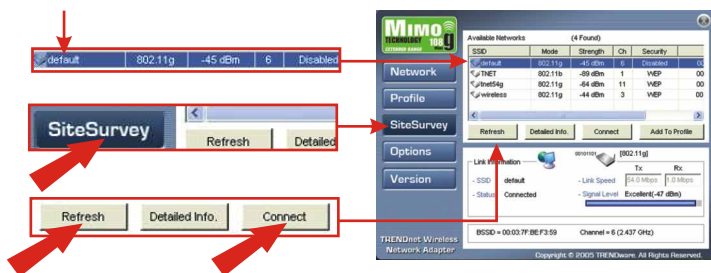 default 802.11g -45 dBm 6 Disabled
SiteSurvey
Refresh Detailed
Refresh Detailed Info. Connect
MIMO
TECHNOLOGY 108 g
EXTENDED RANGE
Network
Profile
SiteSurvey
Options
Version
TRENDnet Wireless
Network Adapter
Available Networks (4 Found)
SSID Mode Strength Ch Security
default 802.11g -45 dBm 6 Disabled 00
TNET 802.11b -89 dBm 1 WEP 00
tnet54g 802.11g -64 dBm 11 WEP 00
wireless 802.11g -44 dBm 3 WEP 00
Refresh Detailed Info. Connect Add To Profile
Link Information 00101101 [802.11g]
Tx Rx
- SSID default - Link Speed 54.0 Mbps 1.0 Mbps
- Status Connected - Signal Level Excellent(-47 dBm)
BSSID = 00:03:7F:BE:F3:59 Channel = 6 (2.437 GHz)
Copyright © 2005 TRENDware. All Rights Reserved.